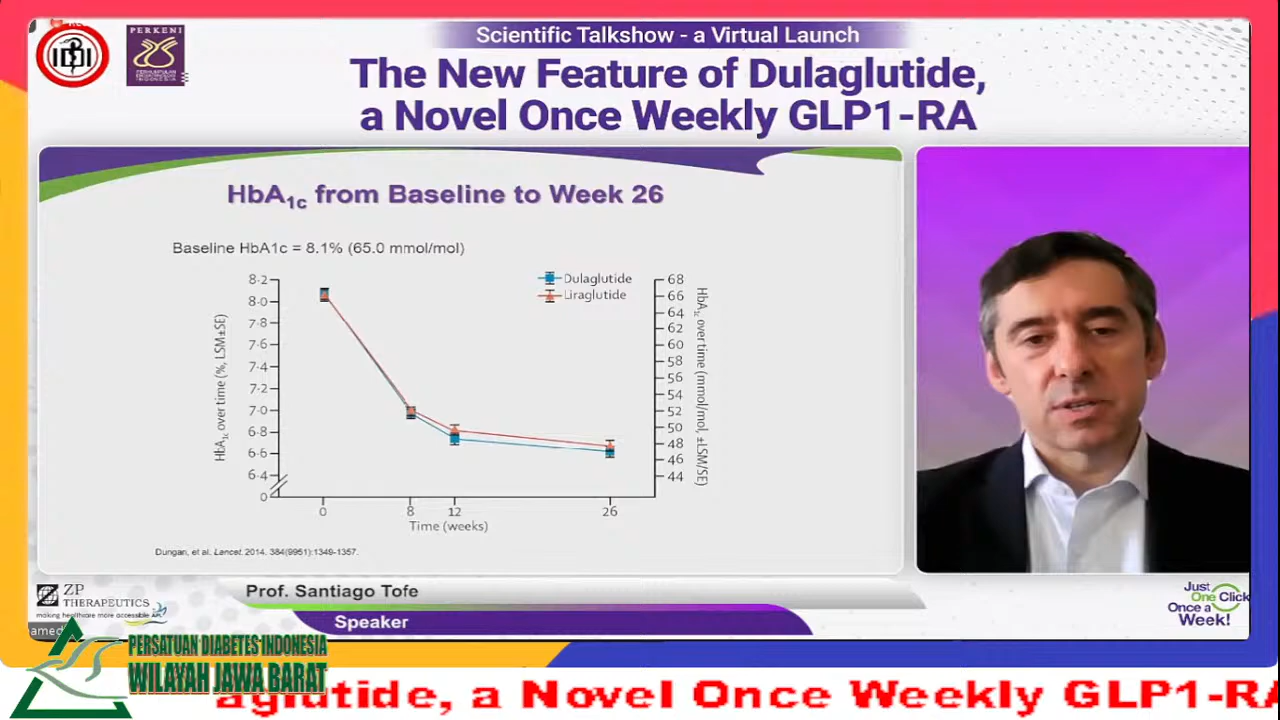 Scientific Talkshow - a Virtual Launch
The New Feature of Dulaglutide,
a Novel Once Weekly GLP1-RA
IDI
PERKENI
HbA1c from Baseline to Week 26
Baseline HbA1c = 8.1% (65.0 mmol/mol)
Dulaglutide
Liraglutide
HbA1c over time (%, LSM±SE)
8·2
8·0
7·8
7·6
7·4
7·2
7·0
6·8
6·6
6·4
0
68
66
64
62
60
58
56
54
52
50
48
46
44
HbA1c over time (mmol/mol, ±LSM/SE)
0 8 12 26
Time (weeks)
Dungan, et al. Lancet. 2014. 384(9951):1349-1357.
ZP
THERAPEUTICS
making healthcare more accessible
Prof. Santiago Tofe
Speaker
Just
One Click
Once a
Week!
PERSATUAN DIABETES INDONESIA
WILAYAH JAWA BARAT
aglutide, a Novel Once Weekly GLP1-RA